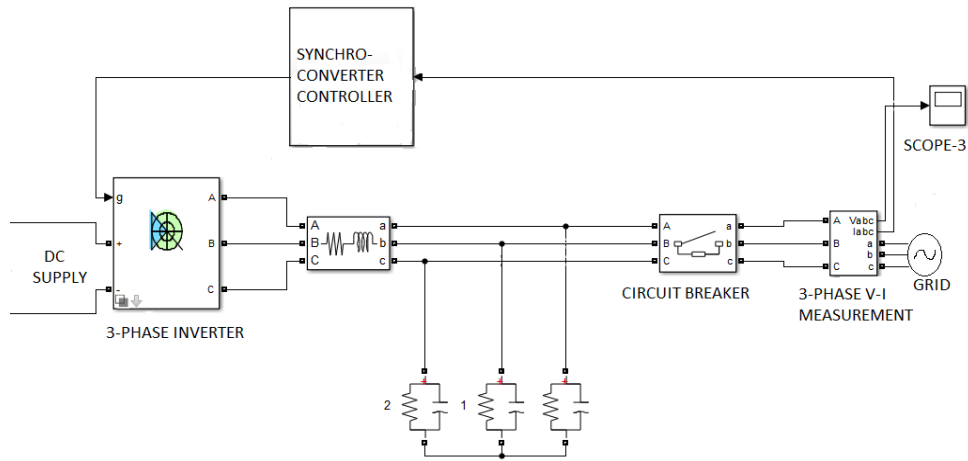 SYNCHRO-
CONVERTER
CONTROLLER
SCOPE-3
g
+
-
A
B
C
DC
SUPPLY
3-PHASE INVERTER
A
B
C
a
b
c
A
B
C
a
b
c
CIRCUIT BREAKER
A
B
C
Vabc
Iabc
a
b
c
3-PHASE V-I
MEASUREMENT
GRID
2
+
1
+
+